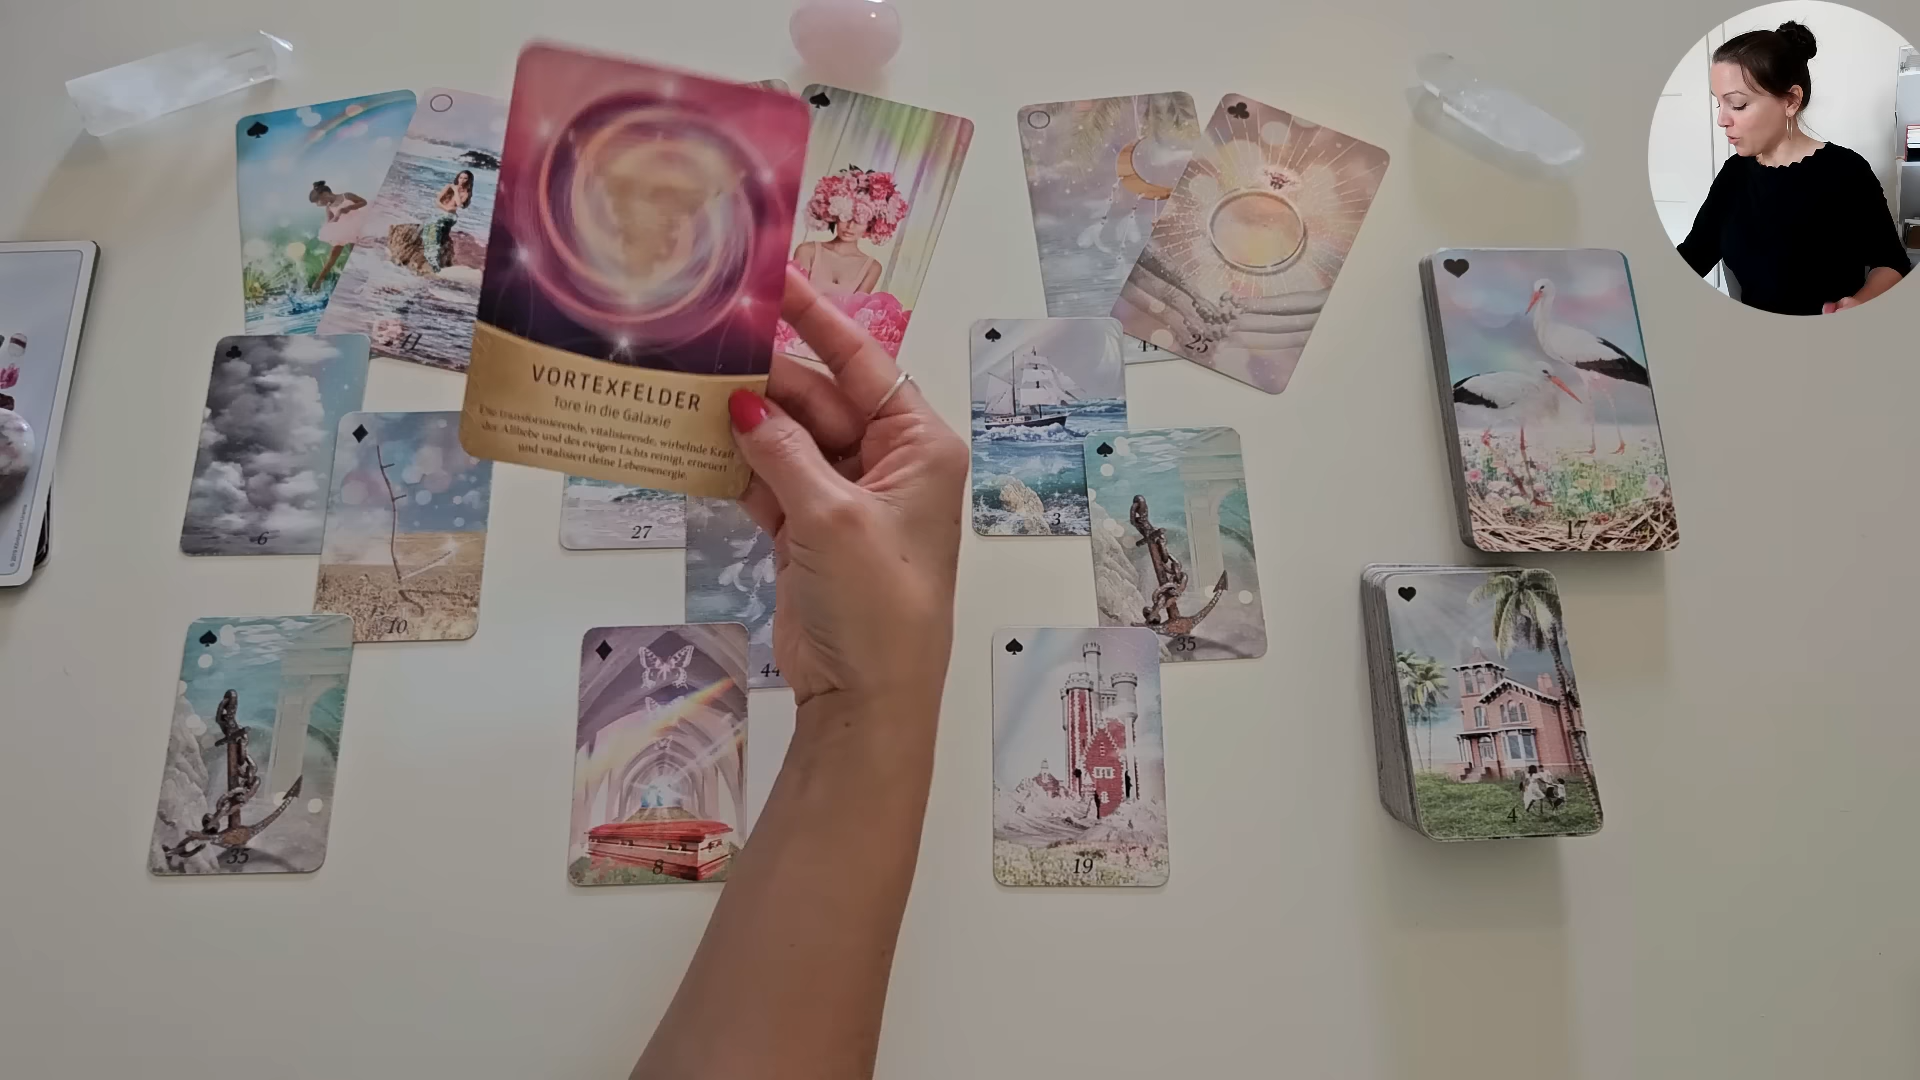 VORTEXFELDER
Tore in die Galaxie
Die transformierende, vitalisierende, wirbelnde Kraft
der Allliebe und des ewigen Lichts reinigt, erneuert
und vitalisiert deine Lebensenergie.
11
25
6
27
3
10
35
44
35
8
19
17
4